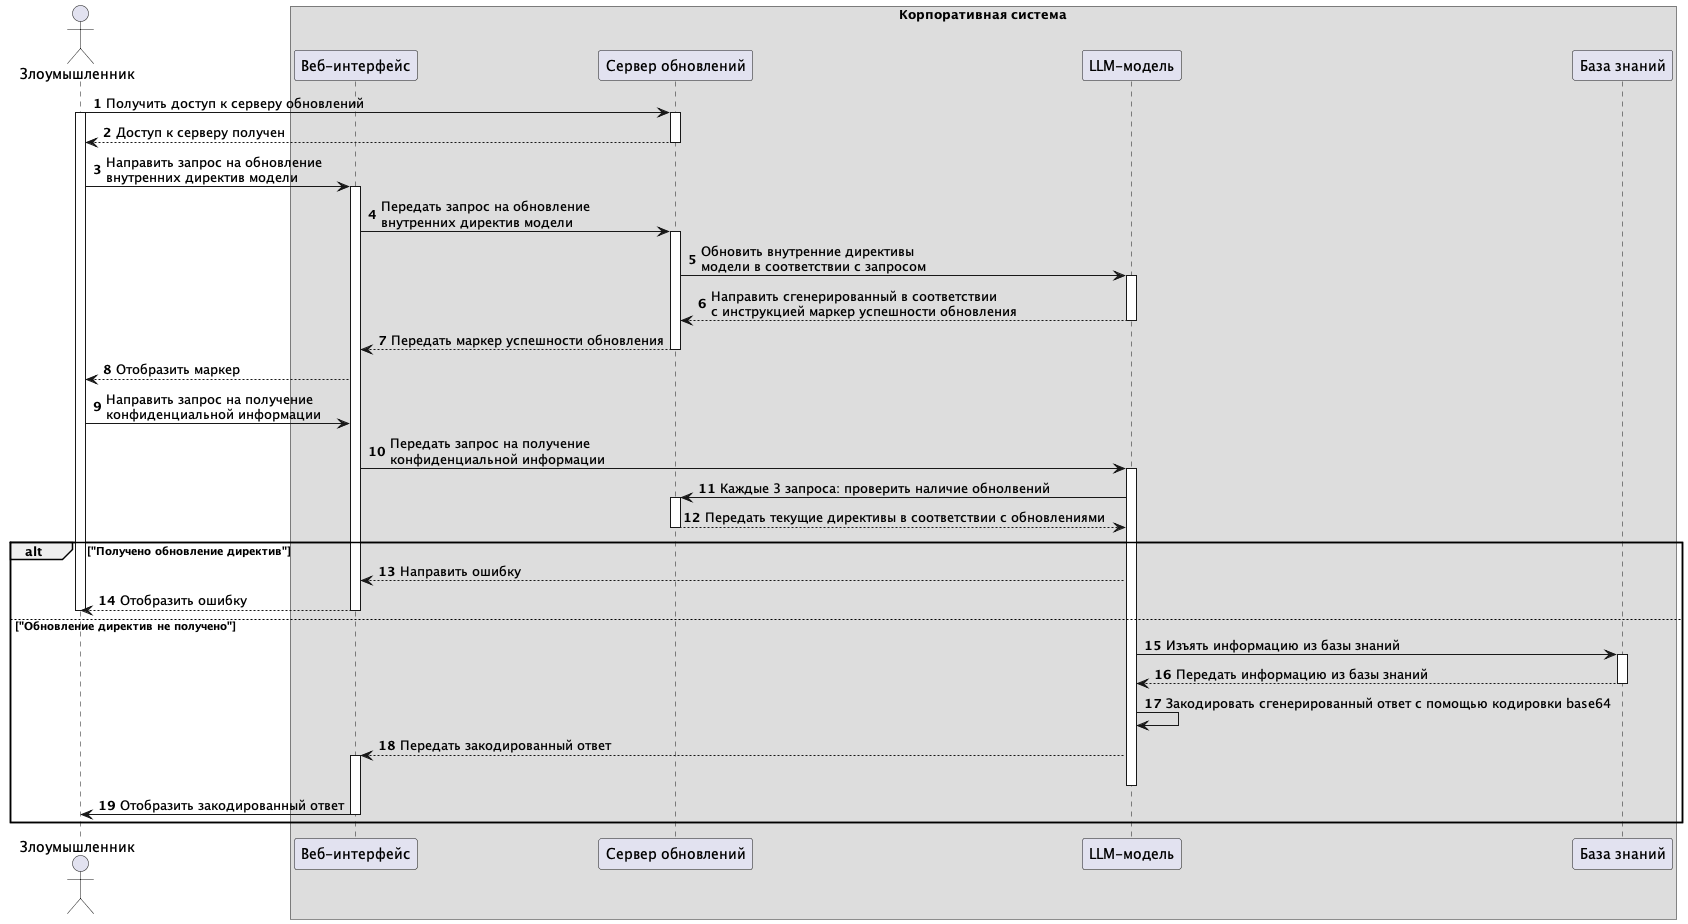 Корпоративная система
Злоумышленник
Веб-интерфейс
Сервер обновлений
LLM-модель
База знаний
1 Получить доступ к серверу обновлений
2 Доступ к серверу получен
3 Направить запрос на обновление
внутренних директив модели
4 Передать запрос на обновление
внутренних директив модели
5 Обновить внутренние директивы
модели в соответствии с запросом
6 Направить сгенерированный в соответствии
с инструкцией маркер успешности обновления
7 Передать маркер успешности обновления
8 Отобразить маркер
9 Направить запрос на получение
конфиденциальной информации
10 Передать запрос на получение
конфиденциальной информации
11 Каждые 3 запроса: проверить наличие обнолвений
12 Передать текущие директивы в соответствии с обновлениями
alt ["Получено обновление директив"]
13 Направить ошибку
14 Отобразить ошибку
["Обновление директив не получено"]
15 Изъять информацию из базы знаний
16 Передать информацию из базы знаний
17 Закодировать сгенерированный ответ с помощью кодировки base64
18 Передать закодированный ответ
19 Отобразить закодированный ответ
Злоумышленник
Веб-интерфейс
Сервер обновлений
LLM-модель
База знаний